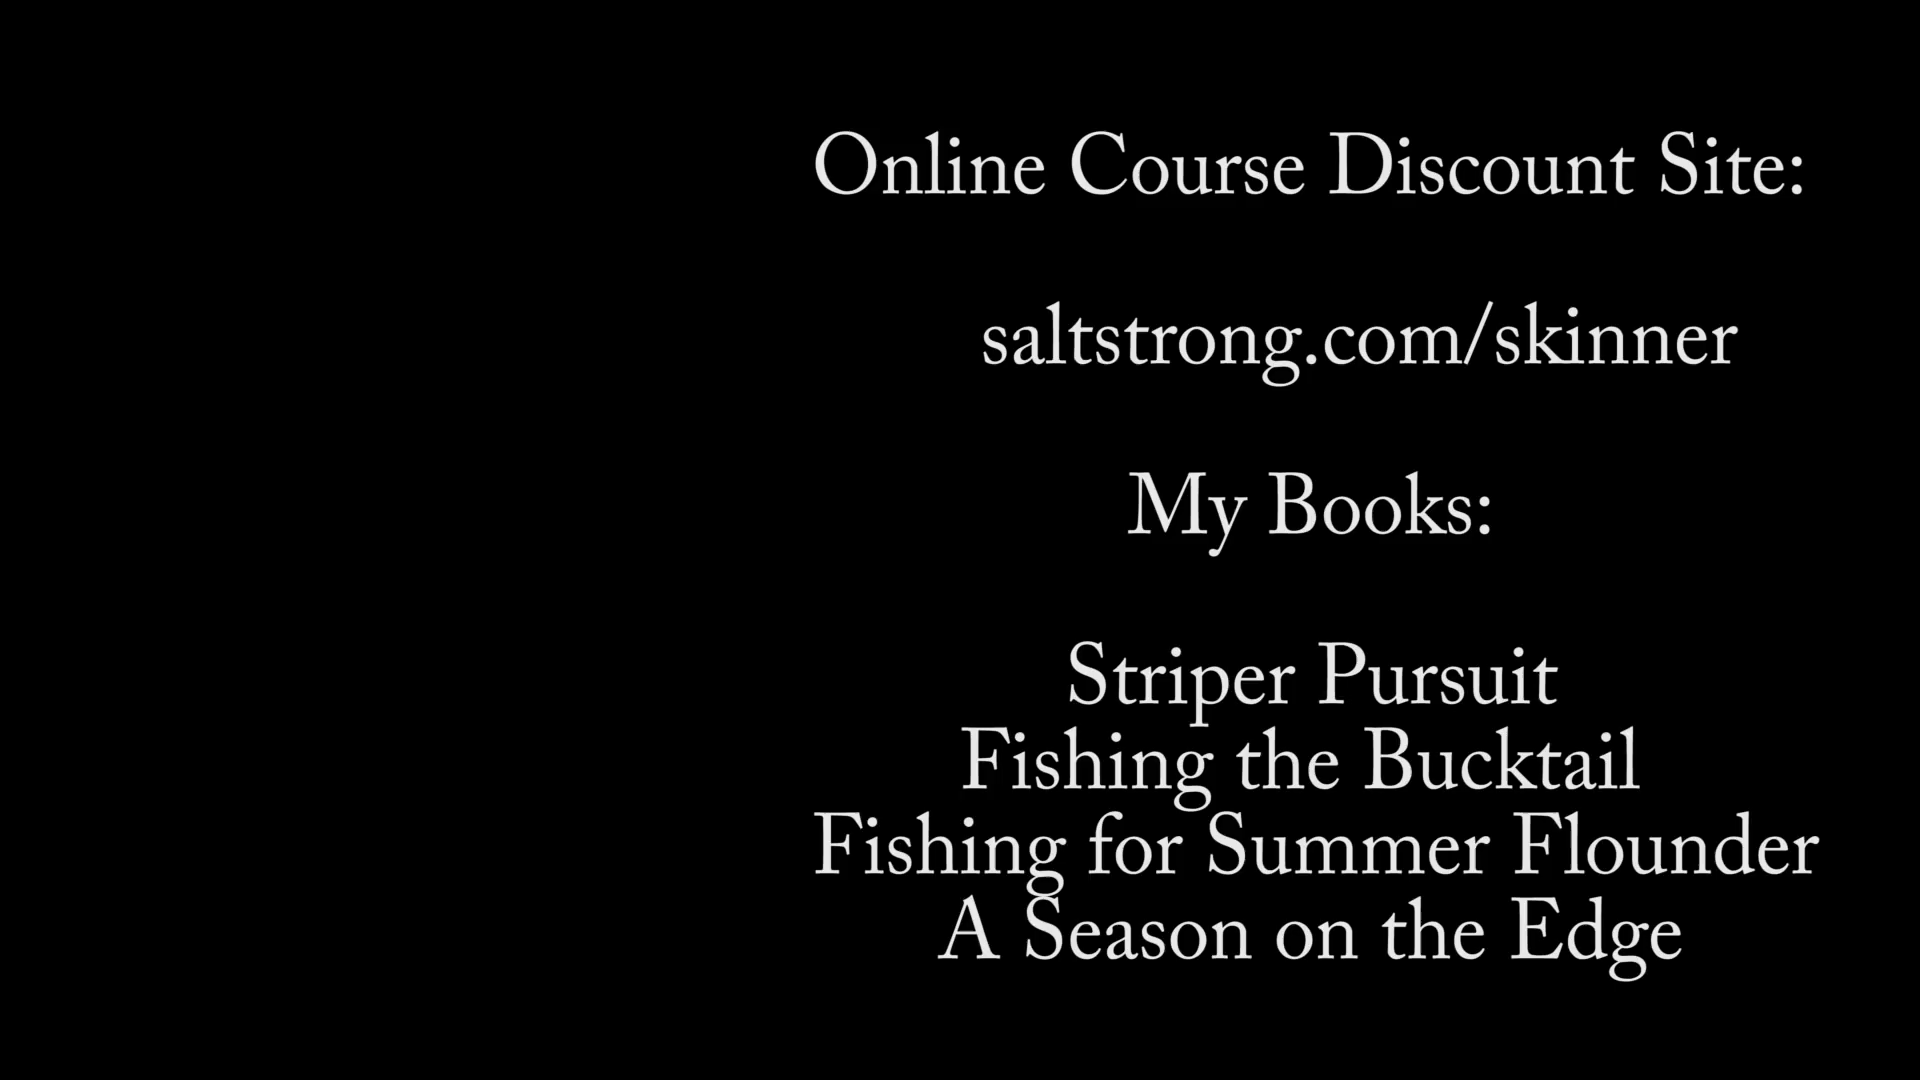 Online Course Discount Site:
saltstrong.com/skinner
My Books:
Striper Pursuit
Fishing the Bucktail
Fishing for Summer Flounder
A Season on the Edge